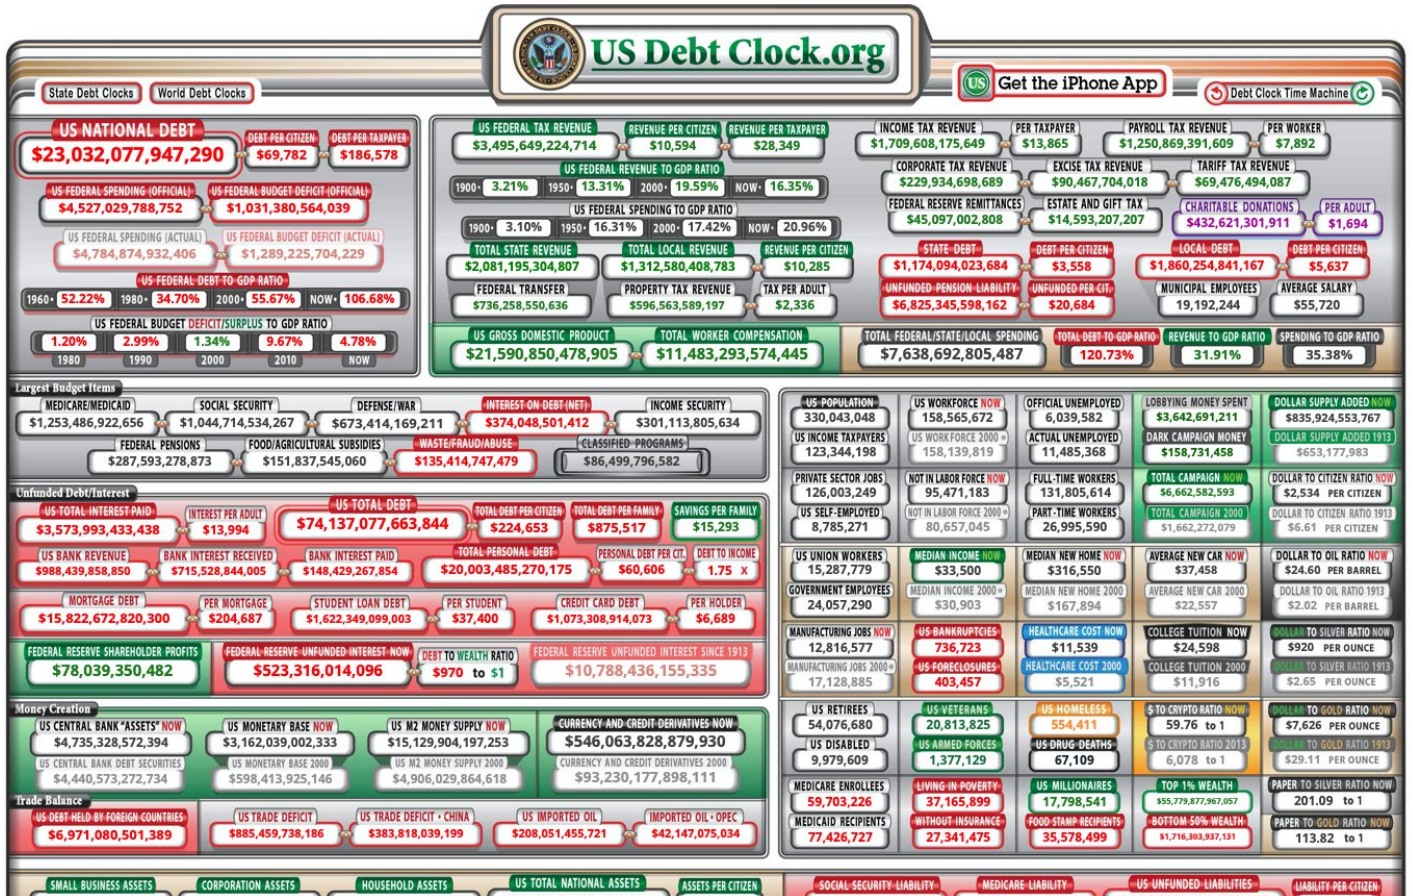 US Debt Clock.org
State Debt Clocks World Debt Clocks
Get the iPhone App
Debt Clock Time Machine
US NATIONAL DEBT DEBT PER CITIZEN DEBT PER TAXPAYER
$23,032,077,947,290 $69,782 $186,578
US FEDERAL SPENDING (OFFICIAL) US FEDERAL BUDGET DEFICIT (OFFICIAL)
$4,527,029,788,752 $1,031,380,564,039
US FEDERAL SPENDING (ACTUAL) US FEDERAL BUDGET DEFICIT (ACTUAL)
$4,784,874,932,406 $1,289,225,704,229
US FEDERAL DEBT TO GDP RATIO
1960• 52.22% 1980• 34.70% 2000• 55.67% NOW• 106.68%
US FEDERAL BUDGET DEFICIT/SURPLUS TO GDP RATIO
1.20% 2.99% 1.34% 9.67% 4.78%
1980 1990 2000 2010 NOW
US FEDERAL TAX REVENUE REVENUE PER CITIZEN REVENUE PER TAXPAYER
$3,495,649,224,714 $10,594 $28,349
US FEDERAL REVENUE TO GDP RATIO
1900• 3.21% 1950• 13.31% 2000• 19.59% NOW• 16.35%
US FEDERAL SPENDING TO GDP RATIO
1900• 3.10% 1950• 16.31% 2000• 17.42% NOW• 20.96%
TOTAL STATE REVENUE TOTAL LOCAL REVENUE REVENUE PER CITIZEN
$2,081,195,304,807 $1,312,580,408,783 $10,285
FEDERAL TRANSFER PROPERTY TAX REVENUE TAX PER ADULT
$736,258,550,636 $596,563,589,197 $2,336
INCOME TAX REVENUE PER TAXPAYER PAYROLL TAX REVENUE PER WORKER
$1,709,608,175,649 $13,865 $1,250,869,391,609 $7,892
CORPORATE TAX REVENUE EXCISE TAX REVENUE TARIFF TAX REVENUE
$229,934,698,689 $90,467,704,018 $69,476,494,087
FEDERAL RESERVE REMITTANCES ESTATE AND GIFT TAX CHARITABLE DONATIONS PER ADULT
$45,097,002,808 $14,593,207,207 $432,621,301,911 $1,694
STATE DEBT DEBT PER CITIZEN LOCAL DEBT DEBT PER CITIZEN
$1,174,094,023,684 $3,558 $1,860,254,841,167 $5,637
UNFUNDED PENSION LIABILITY UNFUNDED PER CIT. MUNICIPAL EMPLOYEES AVERAGE SALARY
$6,825,345,598,162 $20,684 19,192,244 $55,720
US GROSS DOMESTIC PRODUCT TOTAL WORKER COMPENSATION
$21,590,850,478,905 $11,483,293,574,445
TOTAL FEDERAL/STATE/LOCAL SPENDING TOTAL DEBT TO GDP RATIO REVENUE TO GDP RATIO SPENDING TO GDP RATIO
$7,638,692,805,487 120.73% 31.91% 35.38%
Largest Budget Items
MEDICARE/MEDICAID SOCIAL SECURITY DEFENSE/WAR INTEREST ON DEBT(NET) INCOME SECURITY
$1,253,486,922,656 $1,044,714,534,267 $673,414,169,211 $374,048,501,412 $301,113,805,634
FEDERAL PENSIONS FOOD/AGRICULTURAL SUBSIDIES WASTE/FRAUD/ABUSE CLASSIFIED PROGRAMS
$287,593,278,873 $151,837,545,060 $135,414,747,479 $86,499,796,582
Unfunded Debt/Interest
US TOTAL INTEREST PAID INTEREST PER ADULT US TOTAL DEBT TOTAL DEBT PER CITIZEN TOTAL DEBT PER FAMILY SAVINGS PER FAMILY
$3,573,993,433,438 $13,994 $74,137,077,663,844 $224,653 $875,517 $15,293
US BANK REVENUE BANK INTEREST RECEIVED BANK INTEREST PAID TOTAL PERSONAL DEBT PERSONAL DEBT PER CIT. DEBT TO INCOME
$988,439,858,850 $715,528,844,005 $148,429,267,854 $20,003,485,270,175 $60,606 1.75 X
MORTGAGE DEBT PER MORTGAGE STUDENT LOAN DEBT PER STUDENT CREDIT CARD DEBT PER HOLDER
$15,822,672,820,300 $204,687 $1,622,349,099,003 $37,400 $1,073,308,914,073 $6,689
FEDERAL RESERVE SHAREHOLDER PROFITS FEDERAL RESERVE UNFUNDED INTEREST NOW DEBT TO WEALTH RATIO FEDERAL RESERVE UNFUNDED INTEREST SINCE 1913
$78,039,350,482 $523,316,014,096 $970 to $1 $10,788,436,155,335
Money Creation
US CENTRAL BANK "ASSETS" NOW US MONETARY BASE NOW US M2 MONEY SUPPLY NOW CURRENCY AND CREDIT DERIVATIVES NOW
$4,735,328,572,394 $3,162,039,002,333 $15,129,904,197,253 $546,063,828,879,930
US CENTRAL BANK DEBT SECURITIES US MONETARY BASE 2000 US M2 MONEY SUPPLY 2000 CURRENCY AND CREDIT DERIVATIVES 2000
$4,440,573,272,734 $598,413,925,146 $4,906,029,864,618 $93,230,177,898,111
Trade Balance
US DEBT HELD BY FOREIGN COUNTRIES US TRADE DEFICIT US TRADE DEFICIT • CHINA US IMPORTED OIL IMPORTED OIL • OPEC
$6,971,080,501,389 $885,459,738,186 $383,818,039,199 $208,051,455,721 $42,147,075,034
US POPULATION US WORKFORCE NOW OFFICIAL UNEMPLOYED LOBBYING MONEY SPENT DOLLAR SUPPLY ADDED NOW
330,043,048 158,565,672 6,039,582 $3,642,691,211 $835,924,553,767
US INCOME TAXPAYERS US WORKFORCE 2000 ACTUAL UNEMPLOYED DARK CAMPAIGN MONEY DOLLAR SUPPLY ADDED 1913
123,344,198 158,139,819 11,485,368 $158,731,458 $653,177,983
PRIVATE SECTOR JOBS NOT IN LABOR FORCE NOW FULL-TIME WORKERS TOTAL CAMPAIGN NOW DOLLAR TO CITIZEN RATIO NOW
126,003,249 95,471,183 131,805,614 $6,662,582,593 $2,534 PER CITIZEN
US SELF-EMPLOYED NOT IN LABOR FORCE 2000 PART-TIME WORKERS TOTAL CAMPAIGN 2000 DOLLAR TO CITIZEN RATIO 1913
8,785,271 80,657,045 26,995,590 $1,662,272,079 $6.61 PER CITIZEN
US UNION WORKERS MEDIAN INCOME NOW MEDIAN NEW HOME NOW AVERAGE NEW CAR NOW DOLLAR TO OIL RATIO NOW
15,287,779 $33,500 $316,550 $37,458 $24.60 PER BARREL
GOVERNMENT EMPLOYEES MEDIAN INCOME 2000 MEDIAN NEW HOME 2000 AVERAGE NEW CAR 2000 DOLLAR TO OIL RATIO 1913
24,057,290 $30,903 $167,894 $22,557 $2.02 PER BARREL
MANUFACTURING JOBS NOW US BANKRUPTCIES HEALTHCARE COST NOW COLLEGE TUITION NOW DOLLAR TO SILVER RATIO NOW
12,816,577 736,723 $11,539 $24,598 $920 PER OUNCE
MANUFACTURING JOBS 2000 US FORECLOSURES HEALTHCARE COST 2000 COLLEGE TUITION 2000 DOLLAR TO SILVER RATIO 1913
17,128,885 403,457 $5,521 $11,916 $2.65 PER OUNCE
US RETIREES US VETERANS US HOMELESS $ TO CRYPTO RATIO NOW DOLLAR TO GOLD RATIO NOW
54,076,680 20,813,825 554,411 59.76 to 1 $7,626 PER OUNCE
US DISABLED US ARMED FORCES US DRUG DEATHS $ TO CRYPTO RATIO 2013 DOLLAR TO GOLD RATIO 1913
9,979,609 1,377,129 67,109 6,078 to 1 $29.11 PER OUNCE
MEDICARE ENROLLEES LIVING IN POVERTY US MILLIONAIRES TOP 1% WEALTH PAPER TO SILVER RATIO NOW
59,703,226 37,165,899 17,798,541 $55,779,877,967,057 201.09 to 1
MEDICAID RECIPIENTS WITHOUT INSURANCE FOOD STAMP RECIPIENTS BOTTOM 50% WEALTH PAPER TO GOLD RATIO NOW
77,426,727 27,341,475 35,578,499 $1,716,303,937,131 113.82 to 1
SMALL BUSINESS ASSETS CORPORATION ASSETS HOUSEHOLD ASSETS US TOTAL NATIONAL ASSETS ASSETS PER CITIZEN
SOCIAL SECURITY LIABILITY MEDICARE LIABILITY US UNFUNDED LIABILITIES LIABILITY PER CITIZEN